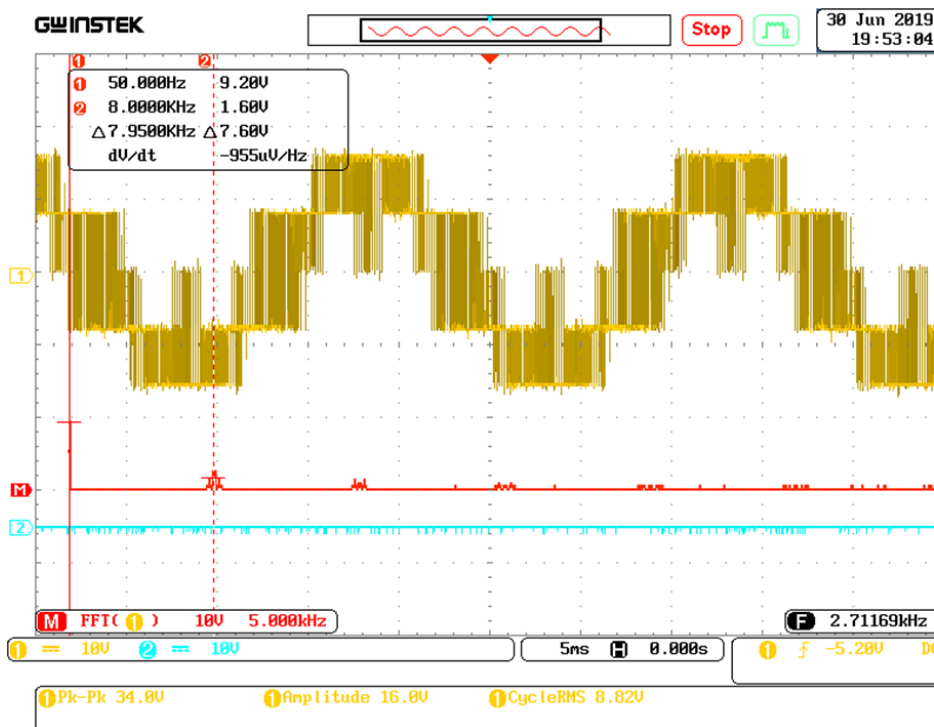 GWINSTEK
Stop
30 Jun 2019
19:53:04
1 2
1 50.000Hz 9.20V
2 8.0000KHz 1.60V
△7.9500KHz △7.60V
dV/dt -955uV/Hz
1
M
2
M FFT( 1 ) 10V 5.000kHz
F 2.71169kHz
1 10V 2 10V
5ms H 0.000s
1 -5.20V DC
1 Pk-Pk 34.0V 1 Amplitude 16.0V 1 CycleRMS 8.82V